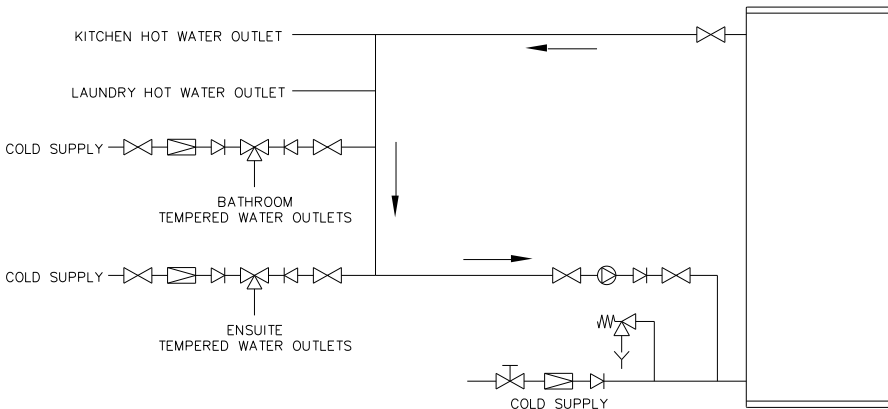 KITCHEN HOT WATER OUTLET
LAUNDRY HOT WATER OUTLET
COLD SUPPLY
BATHROOM
TEMPERED WATER OUTLETS
COLD SUPPLY
ENSUITE
TEMPERED WATER OUTLETS
COLD SUPPLY